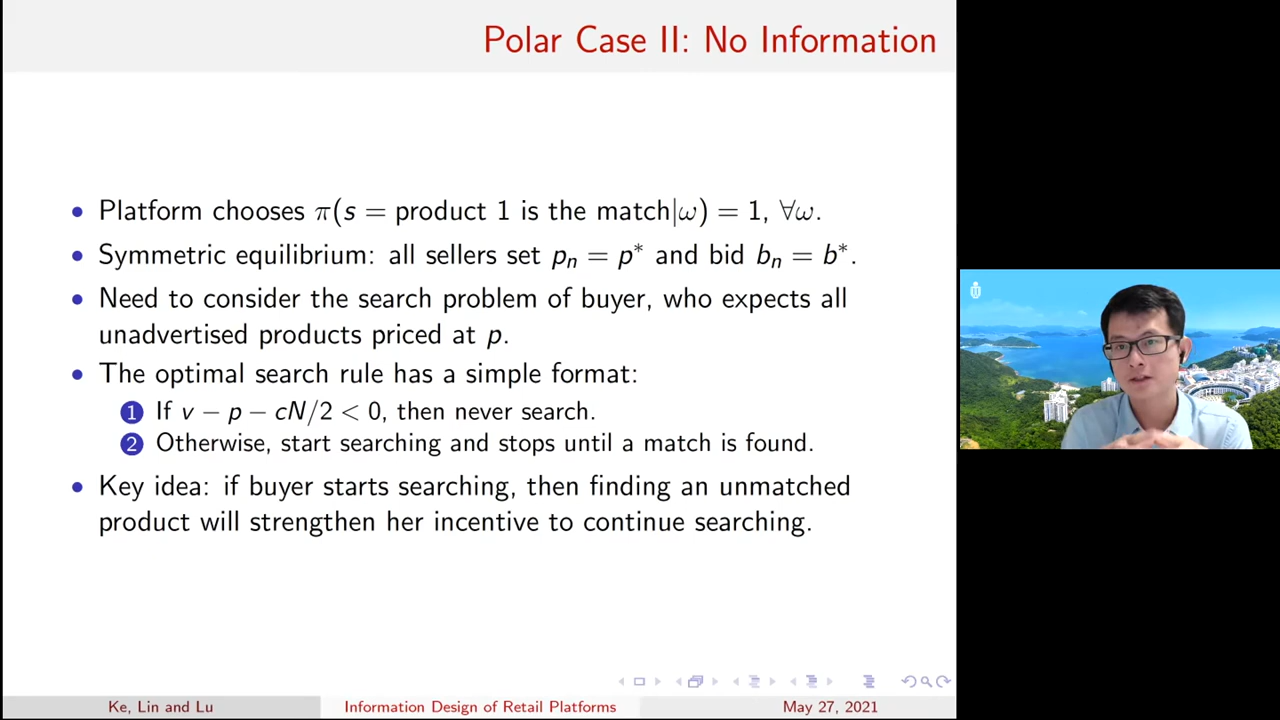 Polar Case II: No Information
• Platform chooses π(s = product 1 is the match|ω) = 1, ∀ω.
• Symmetric equilibrium: all sellers set pₙ = p* and bid bₙ = b*.
• Need to consider the search problem of buyer, who expects all
unadvertised products priced at p.
• The optimal search rule has a simple format:
1 If v − p − cN/2 < 0, then never search.
2 Otherwise, start searching and stops until a match is found.
• Key idea: if buyer starts searching, then finding an unmatched
product will strengthen her incentive to continue searching.
Ke, Lin and Lu
Information Design of Retail Platforms
May 27, 2021